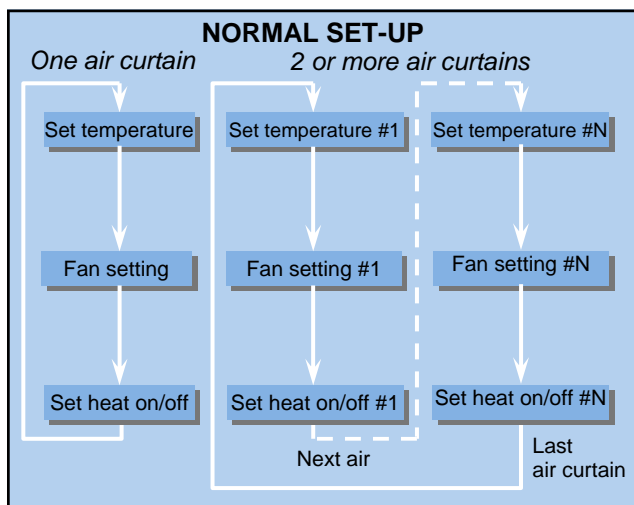 NORMAL SET-UP
One air curtain
2 or more air curtains
Set temperature
Set temperature #1
Set temperature #N
Fan setting
Fan setting #1
Fan setting #N
Set heat on/off
Set heat on/off #1
Set heat on/off #N
Next air
Last
air curtain